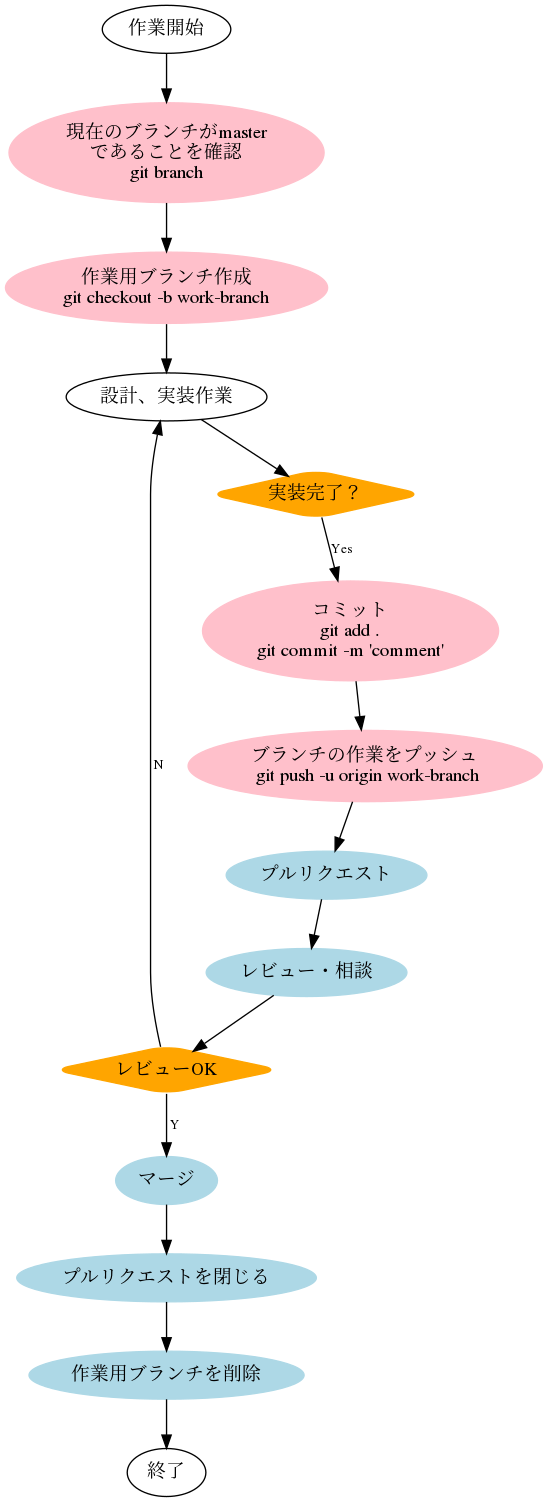 作業開始
現在のブランチがmaster
であることを確認
git branch
作業用ブランチ作成
git checkout -b work-branch
設計、実装作業
実装完了？
Yes
コミット
git add .
git commit -m 'comment'
ブランチの作業をプッシュ
git push -u origin work-branch
N
プルリクエスト
レビュー・相談
レビューOK
Y
マージ
プルリクエストを閉じる
作業用ブランチを削除
終了